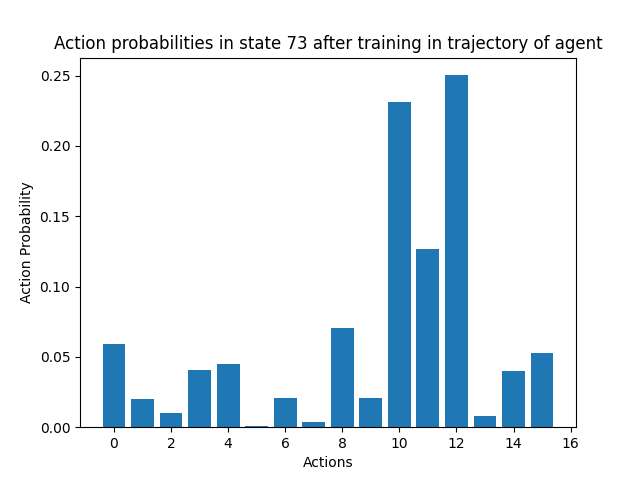 Action probabilities in state 73 after training in trajectory of agent
0.25
0.20
0.15
0.10
0.05
0.00
Action Probability
0 2 4 6 8 10 12 14 16
Actions